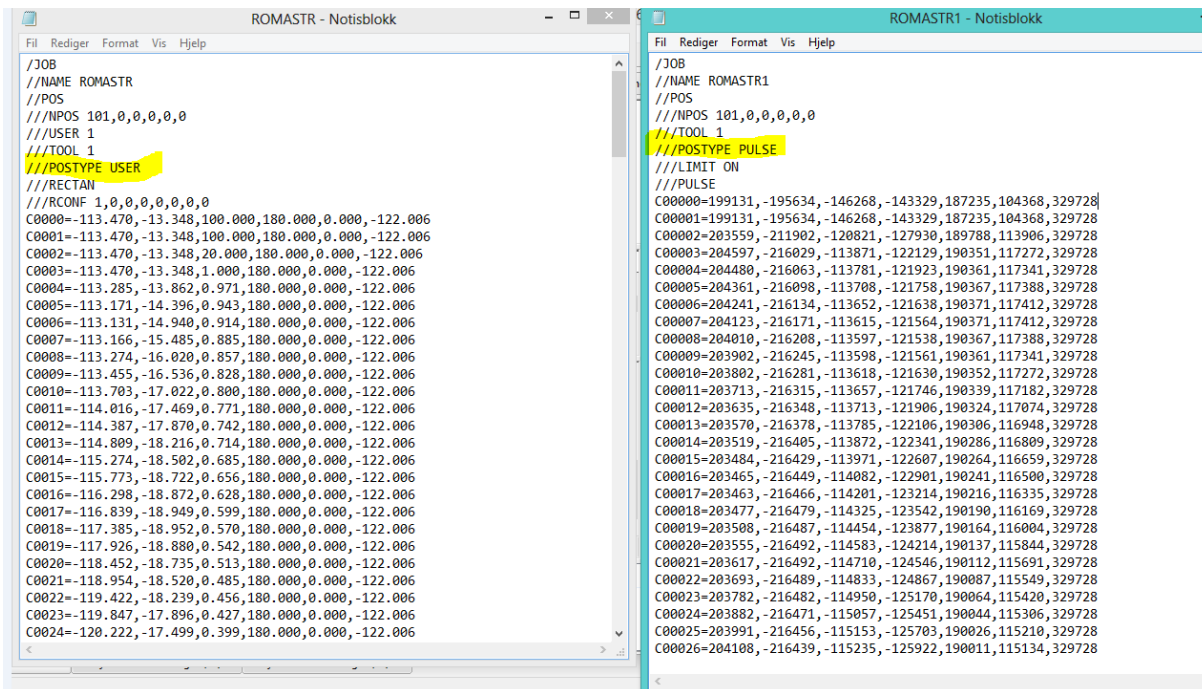 ROMASTR - Notisblokk
Fil Rediger Format Vis Hjelp
/JOB
//NAME ROMASTR
//POS
///NPOS 101,0,0,0,0,0
///USER 1
///TOOL 1
///POSTYPE USER
///RECTAN
///RCONF 1,0,0,0,0,0,0,0
C0000=-113.470,-13.348,100.000,180.000,0.000,-122.006
C0001=-113.470,-13.348,100.000,180.000,0.000,-122.006
C0002=-113.470,-13.348,20.000,180.000,0.000,-122.006
C0003=-113.470,-13.348,1.000,180.000,0.000,-122.006
C0004=-113.285,-13.862,0.971,180.000,0.000,-122.006
C0005=-113.171,-14.396,0.943,180.000,0.000,-122.006
C0006=-113.131,-14.940,0.914,180.000,0.000,-122.006
C0007=-113.166,-15.485,0.885,180.000,0.000,-122.006
C0008=-113.274,-16.020,0.857,180.000,0.000,-122.006
C0009=-113.455,-16.536,0.828,180.000,0.000,-122.006
C0010=-113.703,-17.022,0.800,180.000,0.000,-122.006
C0011=-114.016,-17.469,0.771,180.000,0.000,-122.006
C0012=-114.387,-17.870,0.742,180.000,0.000,-122.006
C0013=-114.809,-18.216,0.714,180.000,0.000,-122.006
C0014=-115.274,-18.502,0.685,180.000,0.000,-122.006
C0015=-115.773,-18.722,0.656,180.000,0.000,-122.006
C0016=-116.298,-18.872,0.628,180.000,0.000,-122.006
C0017=-116.839,-18.949,0.599,180.000,0.000,-122.006
C0018=-117.385,-18.952,0.570,180.000,0.000,-122.006
C0019=-117.926,-18.880,0.542,180.000,0.000,-122.006
C0020=-118.452,-18.735,0.513,180.000,0.000,-122.006
C0021=-118.954,-18.520,0.485,180.000,0.000,-122.006
C0022=-119.422,-18.239,0.456,180.000,0.000,-122.006
C0023=-119.847,-17.896,0.427,180.000,0.000,-122.006
C0024=-120.222,-17.499,0.399,180.000,0.000,-122.006
ROMASTR1 - Notisblokk
Fil Rediger Format Vis Hjelp
/JOB
//NAME ROMASTR1
//POS
///NPOS 101,0,0,0,0,0
///TOOL 1
///POSTYPE PULSE
///LIMIT ON
///PULSE
C00000=199131,-195634,-146268,-143329,187235,104368,329728
C00001=199131,-195634,-146268,-143329,187235,104368,329728
C00002=203559,-211902,-120821,-127930,189788,113906,329728
C00003=204597,-216029,-113871,-122129,190351,117272,329728
C00004=204480,-216063,-113781,-121923,190361,117341,329728
C00005=204361,-216098,-113708,-121758,190367,117388,329728
C00006=204241,-216134,-113652,-121638,190371,117412,329728
C00007=204123,-216171,-113615,-121564,190371,117412,329728
C00008=204010,-216208,-113597,-121538,190367,117388,329728
C00009=203902,-216245,-113598,-121561,190361,117341,329728
C00010=203802,-216281,-113618,-121630,190352,117272,329728
C00011=203713,-216315,-113657,-121746,190339,117182,329728
C00012=203635,-216348,-113713,-121906,190324,117074,329728
C00013=203570,-216378,-113785,-122106,190306,116948,329728
C00014=203519,-216405,-113872,-122341,190286,116809,329728
C00015=203484,-216429,-113971,-122607,190264,116659,329728
C00016=203465,-216449,-114082,-122901,190241,116500,329728
C00017=203463,-216466,-114201,-123214,190216,116335,329728
C00018=203477,-216479,-114325,-123542,190190,116169,329728
C00019=203508,-216487,-114454,-123877,190164,116004,329728
C00020=203555,-216492,-114583,-124214,190137,115844,329728
C00021=203617,-216492,-114710,-124546,190112,115691,329728
C00022=203693,-216489,-114833,-124867,190087,115549,329728
C00023=203782,-216482,-114950,-125170,190064,115420,329728
C00024=203882,-216471,-115057,-125451,190044,115306,329728
C00025=203991,-216456,-115153,-125703,190026,115210,329728
C00026=204108,-216439,-115235,-125922,190011,115134,329728